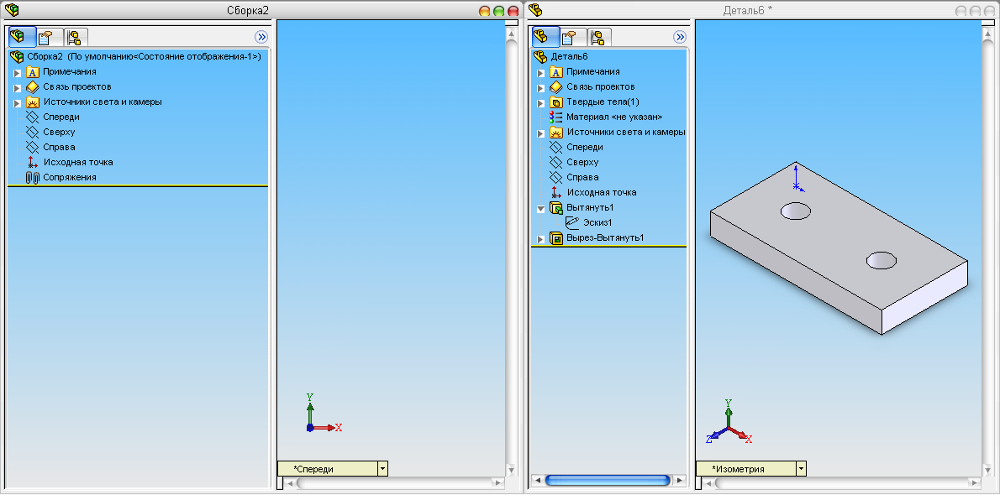 Сборка2
Сборка2 (По умолчанию<Состояние отображения-1>)
Примечания
Связь проектов
Источники света и камеры
Спереди
Сверху
Справа
Исходная точка
Сопряжения
Y
X
*Спереди
Деталь6 *
Деталь6
Примечания
Связь проектов
Твердые тела(1)
Материал <не указан>
Источники света и камеры
Спереди
Сверху
Справа
Исходная точка
Вытянуть1
Эскиз1
Вырез-Вытянуть1
Y
Z X
*Изометрия